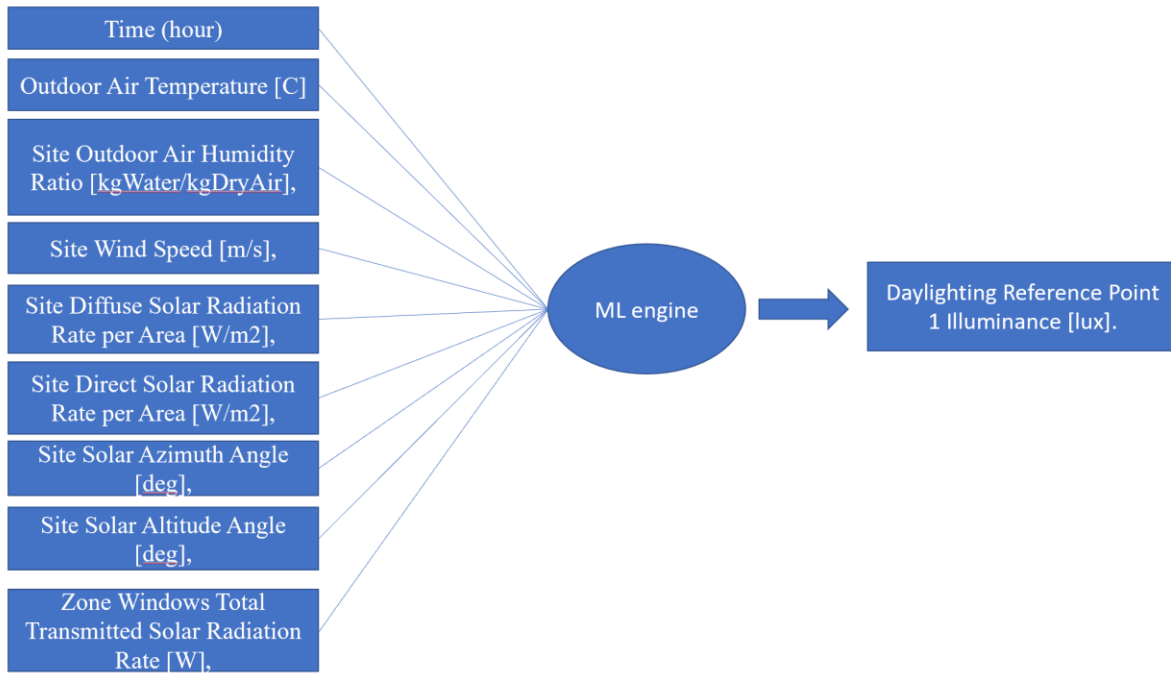 Time (hour)
Outdoor Air Temperature [C]
Site Outdoor Air Humidity
Ratio [kgWater/kgDryAir],
Site Wind Speed [m/s],
Site Diffuse Solar Radiation
Rate per Area [W/m2],
Site Direct Solar Radiation
Rate per Area [W/m2],
Site Solar Azimuth Angle
[deg],
Site Solar Altitude Angle
[deg],
Zone Windows Total
Transmitted Solar Radiation
Rate [W],
ML engine
Daylighting Reference Point
1 Illuminance [lux].